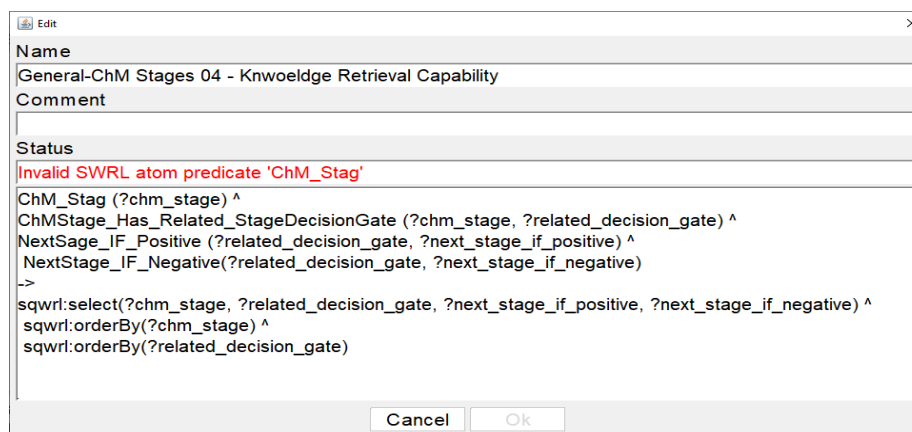 Edit
Name
General-ChM Stages 04 - Knwoeldge Retrieval Capability
Comment
Status
Invalid SWRL atom predicate 'ChM_Stag'
ChM_Stag (?chm_stage) ^
ChMStage_Has_Related_StageDecisionGate (?chm_stage, ?related_decision_gate) ^
NextSage_IF_Positive (?related_decision_gate, ?next_stage_if_positive) ^
NextStage_IF_Negative(?related_decision_gate, ?next_stage_if_negative)
->
sqwrl:select(?chm_stage, ?related_decision_gate, ?next_stage_if_positive, ?next_stage_if_negative) ^
sqwrl:orderBy(?chm_stage) ^
sqwrl:orderBy(?related_decision_gate)
Cancel Ok